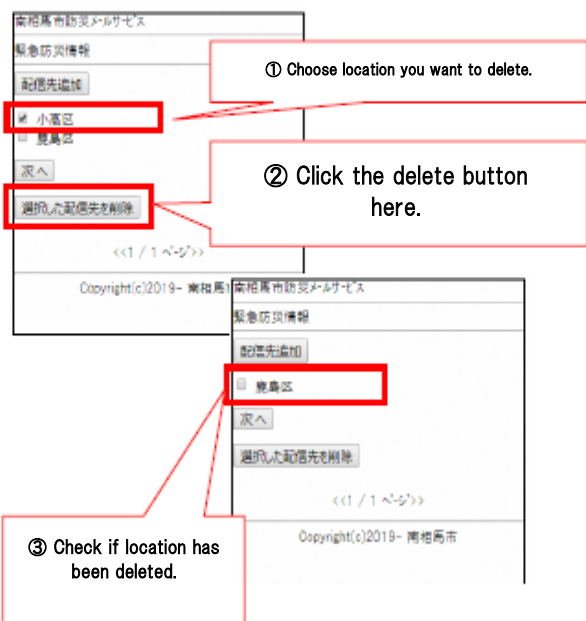 南相馬市防災メールサービス
緊急防災情報
① Choose location you want to delete.
配信先追加
小高区
鹿島区
次へ
② Click the delete button
here.
選択した配信先を削除
<<1 / 1 ページ>>
Copyright(c)2019- 南相馬
南相馬市防災メールサービス
緊急防災情報
配信先追加
鹿島区
次へ
選択した配信先を削除
<<1 / 1 ページ>>
Copyright(c)2019- 南相馬市
③ Check if location has
been deleted.